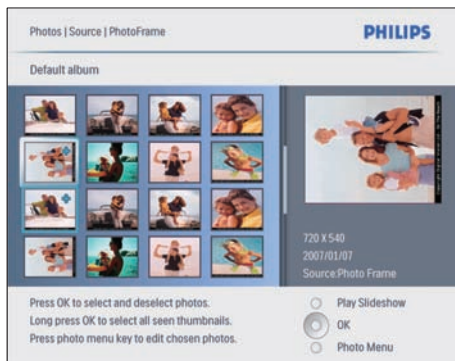 Photos | Source | PhotoFrame
PHILIPS
Default album
720 X 540
2007/01/07
Source:Photo Frame
Press OK to select and deselect photos.
Long press OK to select all seen thumbnails.
Press photo menu key to edit chosen photos.
Play Slideshow
OK
Photo Menu